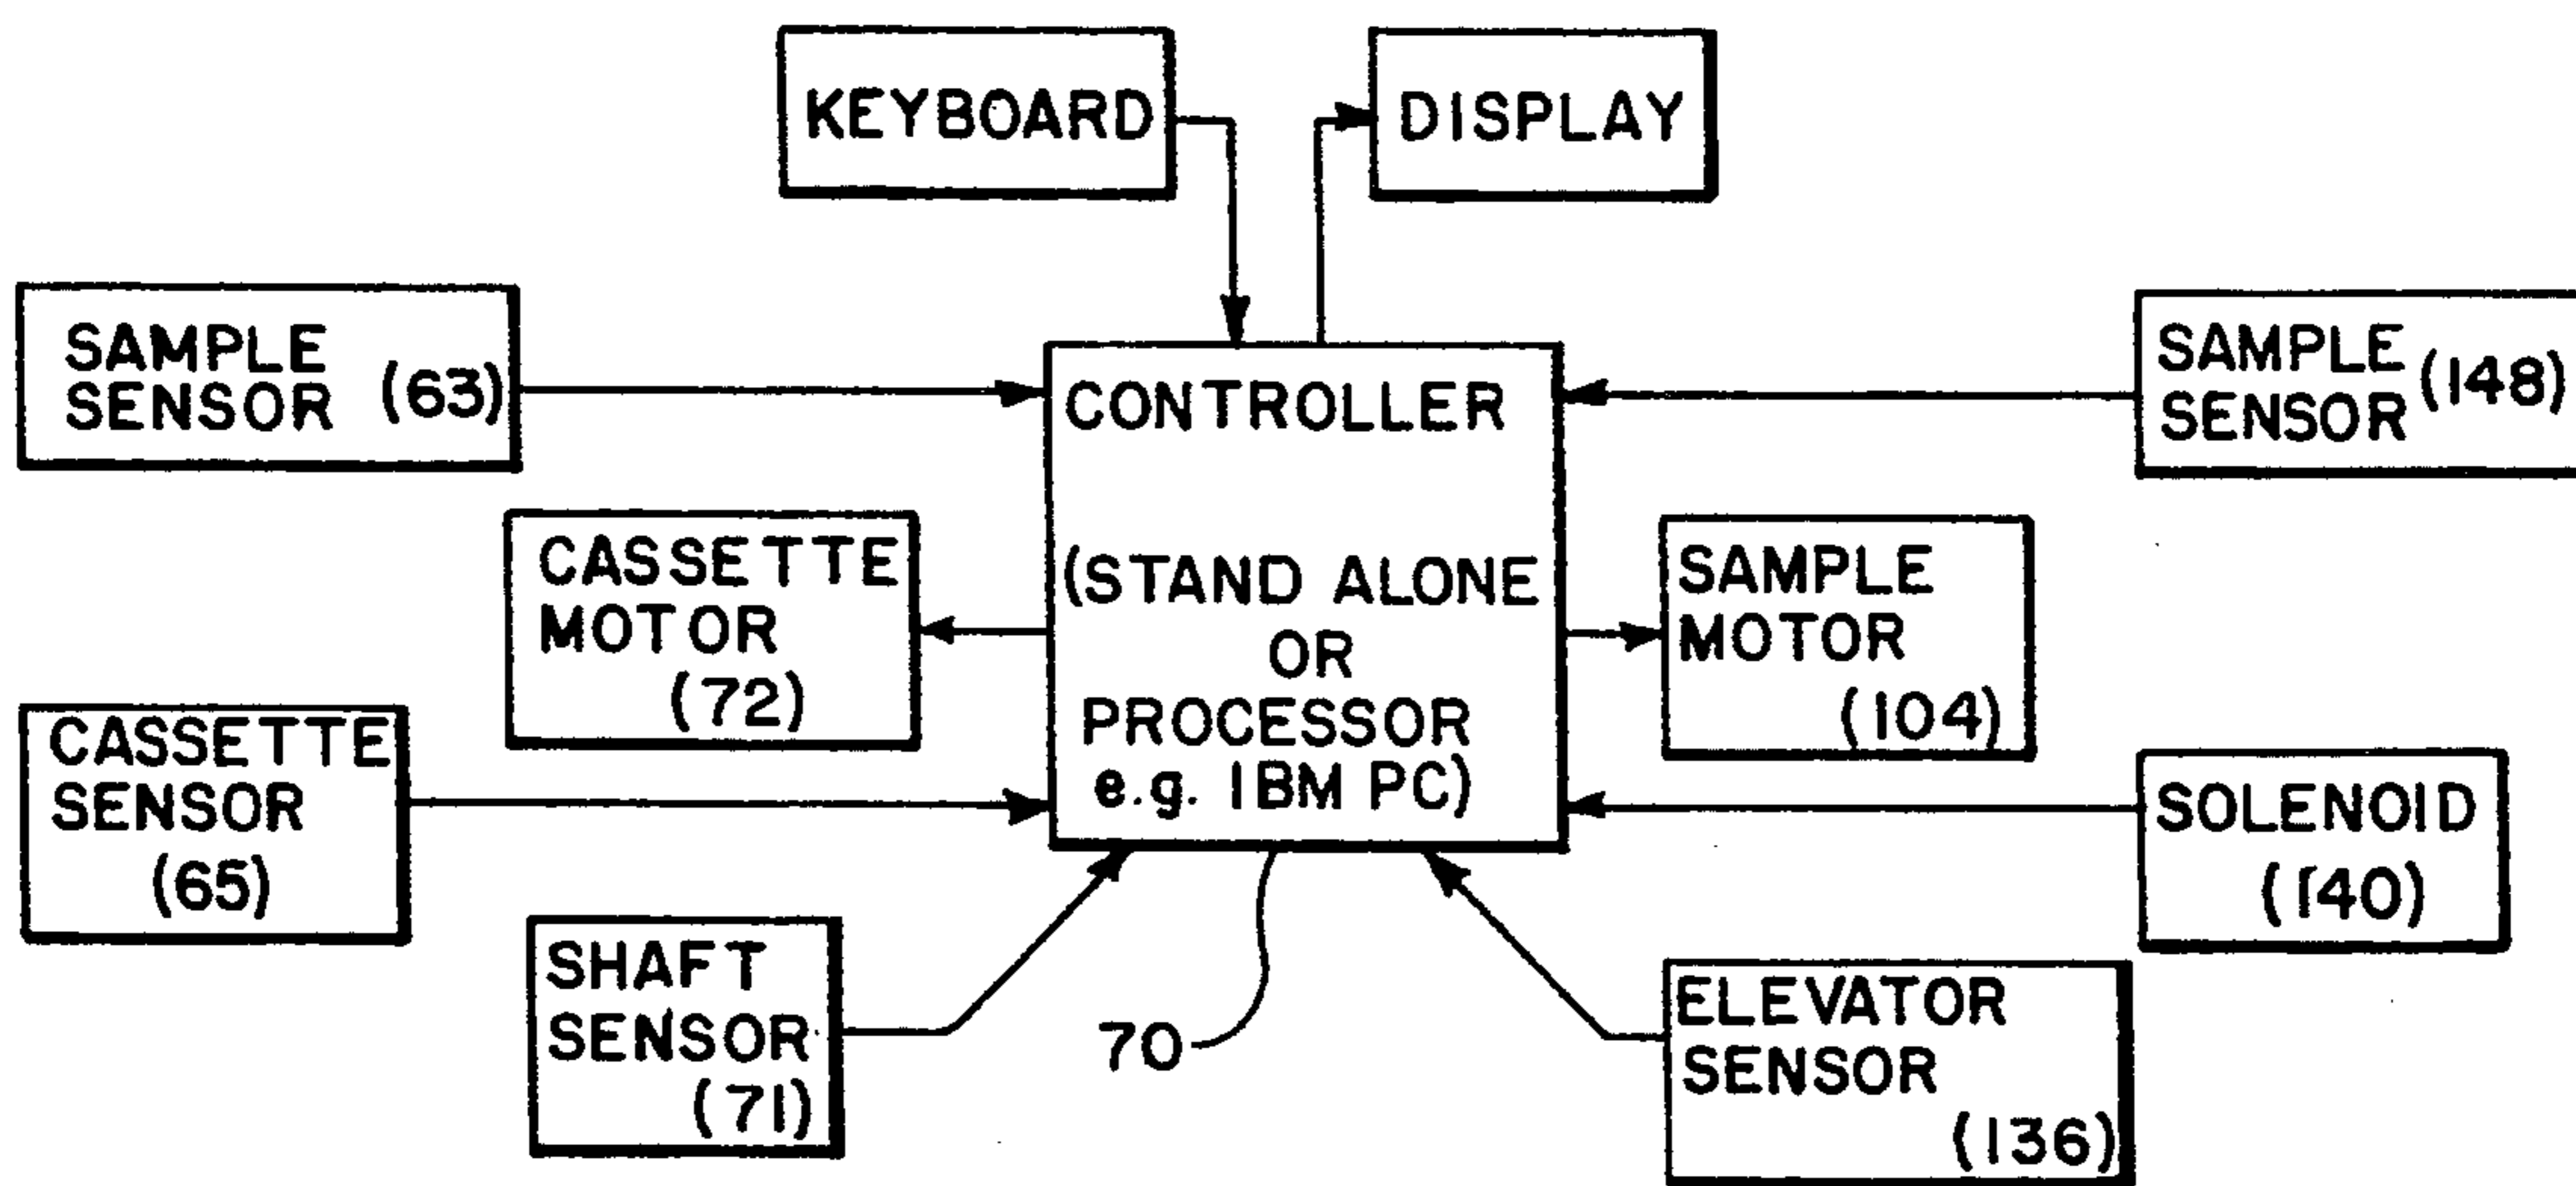 KEYBOARD
DISPLAY
SAMPLE
SENSOR (63)
CONTROLLER
(STAND ALONE
OR
PROCESSOR
e.g. IBM PC)
SAMPLE
SENSOR (148)
CASSETTE
MOTOR
(72)
SAMPLE
MOTOR
(104)
CASSETTE
SENSOR
(65)
SOLENOID
(140)
SHAFT
SENSOR
(71)
70
ELEVATOR
SENSOR
(136)